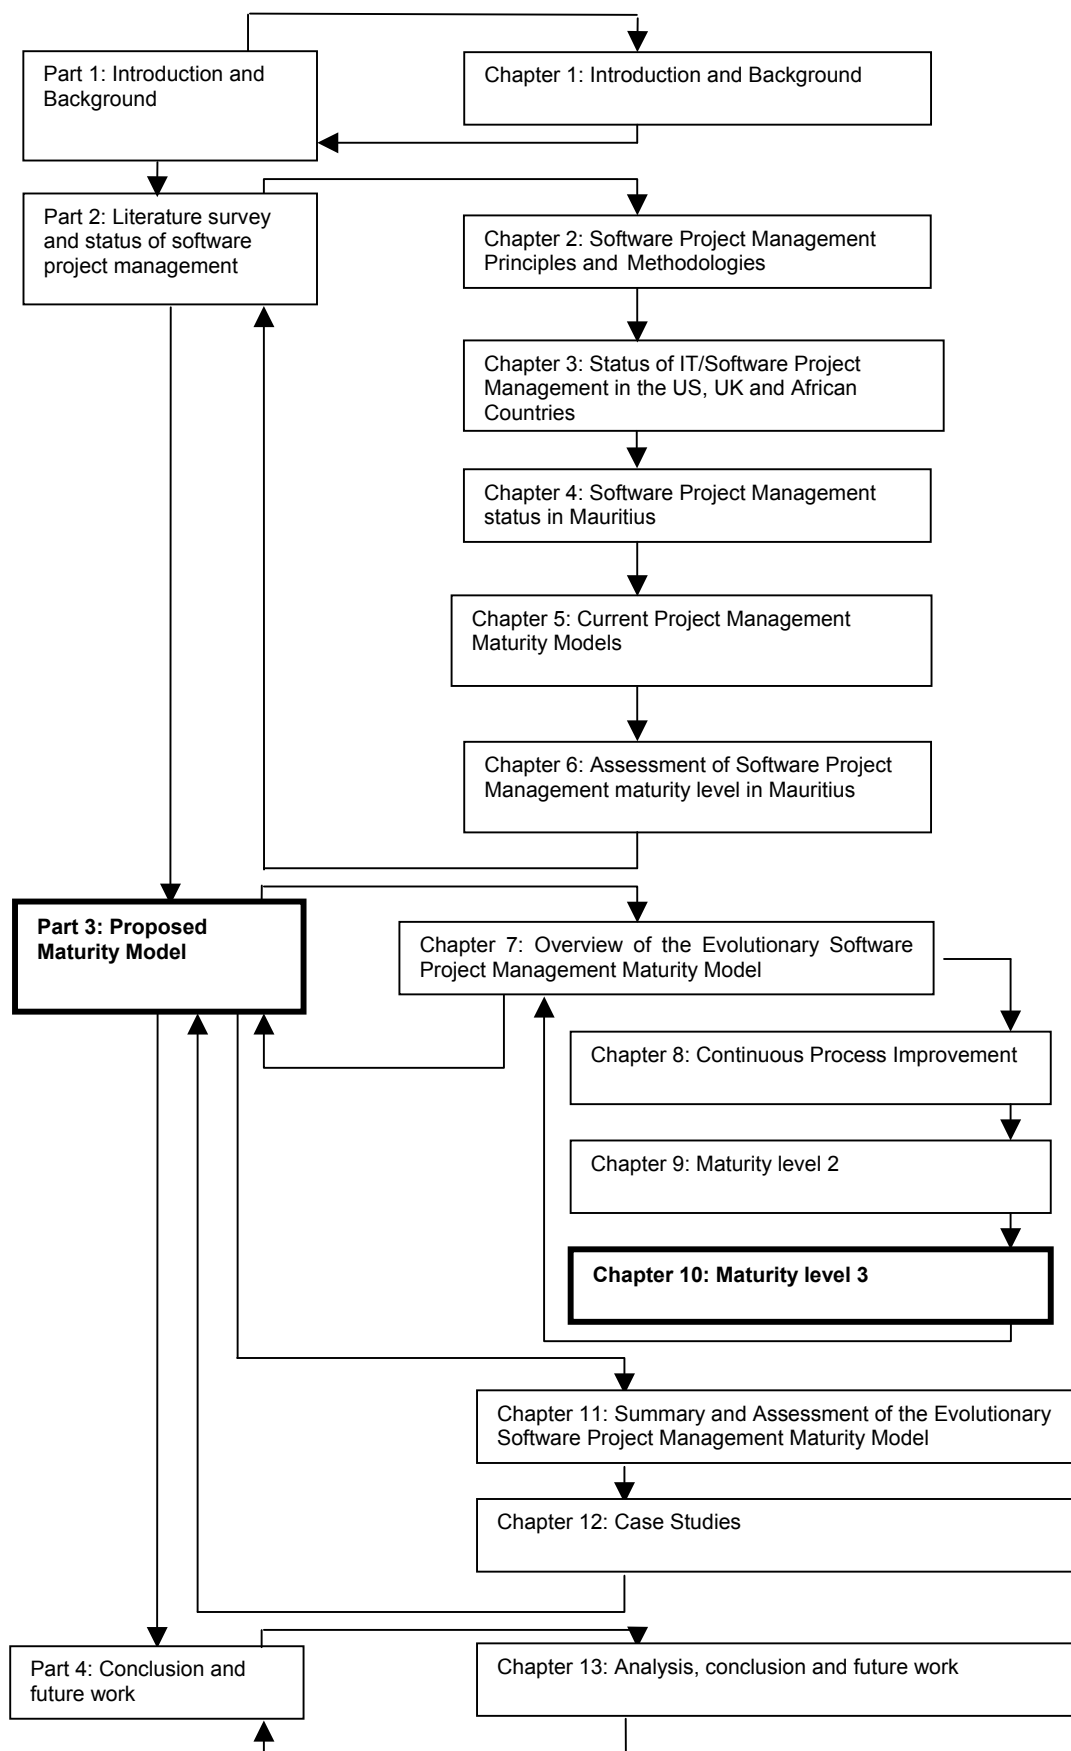 Part 1: Introduction and
Background
Chapter 1: Introduction and Background
Part 2: Literature survey
and status of software
project management
Chapter 2: Software Project Management
Principles and Methodologies
Chapter 3: Status of IT/Software Project
Management in the US, UK and African
Countries
Chapter 4: Software Project Management
status in Mauritius
Chapter 5: Current Project Management
Maturity Models
Chapter 6: Assessment of Software Project
Management maturity level in Mauritius
Part 3: Proposed
Maturity Model
Chapter 7: Overview of the Evolutionary Software
Project Management Maturity Model
Chapter 8: Continuous Process Improvement
Chapter 9: Maturity level 2
Chapter 10: Maturity level 3
Chapter 11: Summary and Assessment of the Evolutionary
Software Project Management Maturity Model
Chapter 12: Case Studies
Part 4: Conclusion and
future work
Chapter 13: Analysis, conclusion and future work